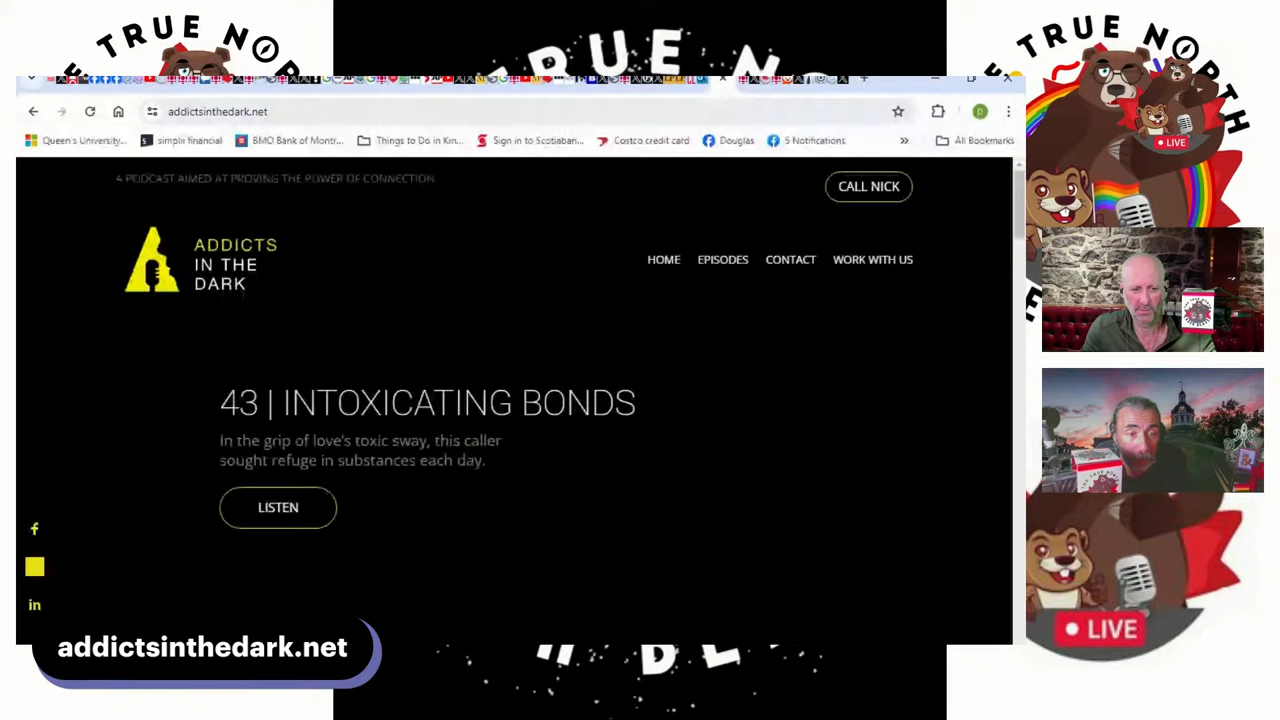 E TRUE NO
RUE N
E TRUE NORTH
LIVE
addictsinthedark.net
Queen's University...
simplii financial
BMO Bank of Montr...
Things to Do in Kin...
Sign in to Scotiaban...
Costco credit card
Douglas
5 Notifications
»
All Bookmarks
A PODCAST AIMED AT PROVING THE POWER OF CONNECTION.
CALL NICK
ADDICTS
IN THE
DARK
HOME
EPISODES
CONTACT
WORK WITH US
43 | INTOXICATING BONDS
In the grip of love's toxic sway, this caller
sought refuge in substances each day.
LISTEN
f
in
addictsinthedark.net
LIVE